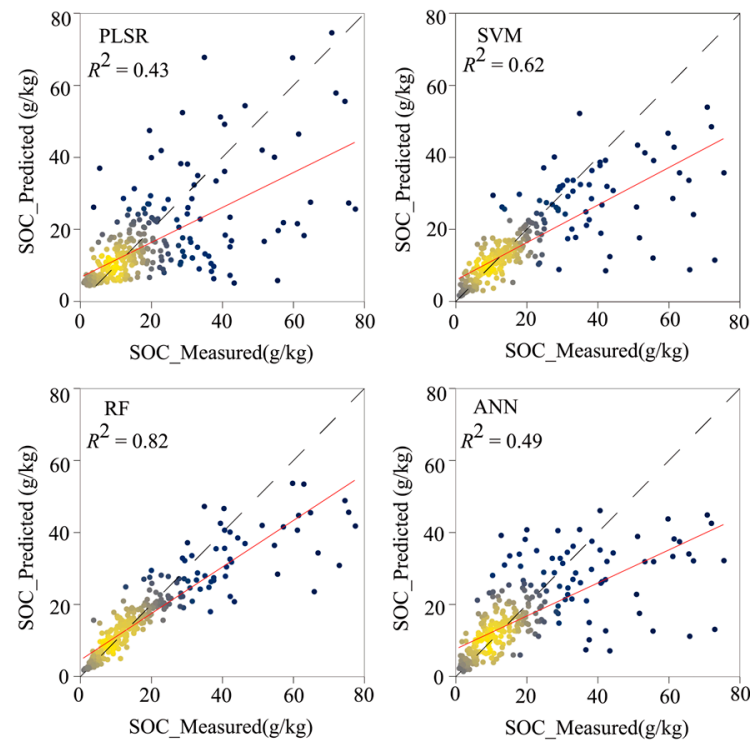 PLSR
R² = 0.43
SOC_Predicted (g/kg)
80
60
40
20
0
0 20 40 60 80
SOC_Measured(g/kg)
SVM
R² = 0.62
SOC_Predicted (g/kg)
80
60
40
20
0
0 20 40 60 80
SOC_Measured(g/kg)
RF
R² = 0.82
SOC_Predicted (g/kg)
80
60
40
20
0
0 20 40 60 80
SOC_Measured(g/kg)
ANN
R² = 0.49
SOC_Predicted (g/kg)
80
60
40
20
0
0 20 40 60 80
SOC_Measured(g/kg)